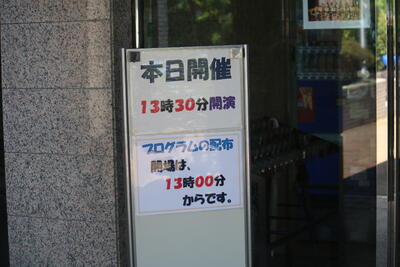 本日開催
13時30分開演
プログラムの配布
開場は、
13時00分
からです。